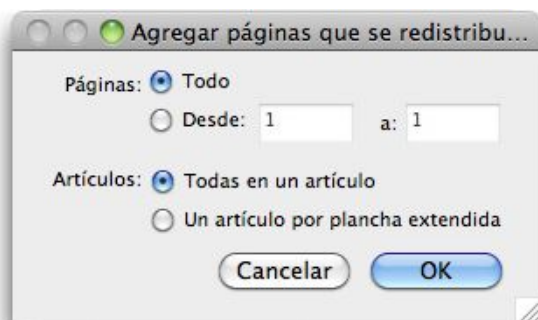 Agregar páginas que se redistribu...
Páginas: Todo
Desde: 1 a: 1
Artículos: Todas en un artículo
Un artículo por plancha extendida
Cancelar OK